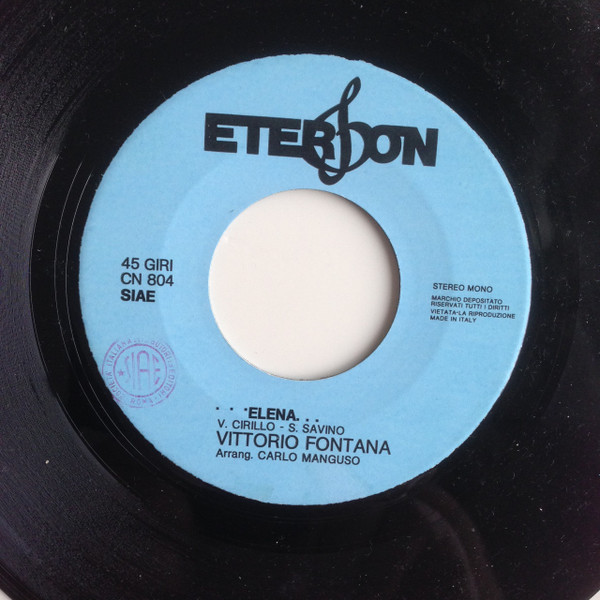 ETERSON
45 GIRI
CN 804
SIAE
STEREO MONO
MARCHIO DEPOSITATO
RISERVATI TUTTI I DIRITTI
VIETATA-LA RIPRODUZIONE
MADE IN ITALY
SIAE
...ELENA...
V. CIRILLO - S. SAVINO
VITTORIO FONTANA
Arrang. CARLO MANGUSO